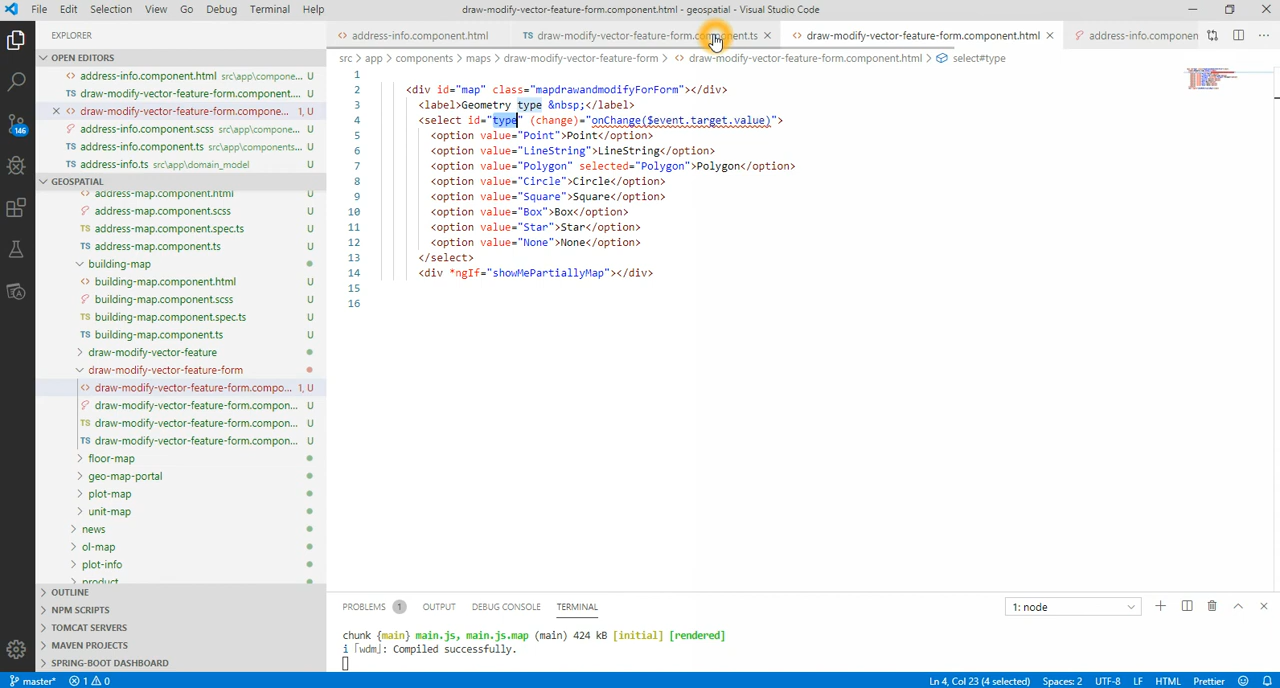 File Edit Selection View Go Debug Terminal Help
draw-modify-vector-feature-form.component.html - geospatial - Visual Studio Code
EXPLORER
address-info.component.html
TS draw-modify-vector-feature-form.component.ts
draw-modify-vector-feature-form.component.html
address-info.componen
OPEN EDITORS
src > app > components > maps > draw-modify-vector-feature-form > draw-modify-vector-feature-form.component.html > select#type
<> address-info.component.html src\app\compone... U
TS draw-modify-vector-feature-form.component... U
<> draw-modify-vector-feature-form.compone... 1, U
address-info.component.scss src\app\compone... U
TS address-info.component.ts src\app\components... U
TS address-info.ts src\app\domain_model U
146
1
2 <div id="map" class="mapdrawandmodifyForForm"></div>
3 <label>Geometry type &nbsp;</label>
4 <select id="type" (change)="onChange($event.target.value)">
5 <option value="Point">Point</option>
6 <option value="LineString">LineString</option>
7 <option value="Polygon" selected="Polygon">Polygon</option>
8 <option value="Circle">Circle</option>
9 <option value="Square">Square</option>
10 <option value="Box">Box</option>
11 <option value="Star">Star</option>
12 <option value="None">None</option>
13 </select>
14 <div *ngIf="showMePartiallyMap"></div>
15
16
GEOSPATIAL
<> address-map.component.html U
address-map.component.scss U
TS address-map.component.spec.ts U
TS address-map.component.ts U
building-map
<> building-map.component.html U
building-map.component.scss U
TS building-map.component.spec.ts U
TS building-map.component.ts U
> draw-modify-vector-feature
draw-modify-vector-feature-form
<> draw-modify-vector-feature-form.compo... 1, U
draw-modify-vector-feature-form.compon... U
TS draw-modify-vector-feature-form.compon... U
TS draw-modify-vector-feature-form.compon... U
> floor-map
> geo-map-portal
> plot-map
> unit-map
> news
> ol-map
> plot-info
> product
> OUTLINE
> NPM SCRIPTS
> TOMCAT SERVERS
> MAVEN PROJECTS
> SPRING-BOOT DASHBOARD
PROBLEMS 1 OUTPUT DEBUG CONSOLE TERMINAL
1: node
chunk {main} main.js, main.js.map (main) 424 kB [initial] [rendered]
i ｢wdm｣: Compiled successfully.
master* 1 0
Ln 4, Col 23 (4 selected) Spaces: 2 UTF-8 LF HTML Prettier